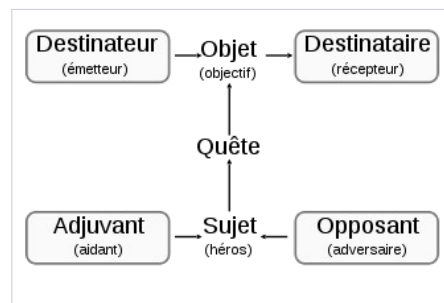 Destinateur
(émetteur)
Objet
(objectif)
Destinataire
(récepteur)
Quête
Adjuvant
(aidant)
Sujet
(héros)
Opposant
(adversaire)